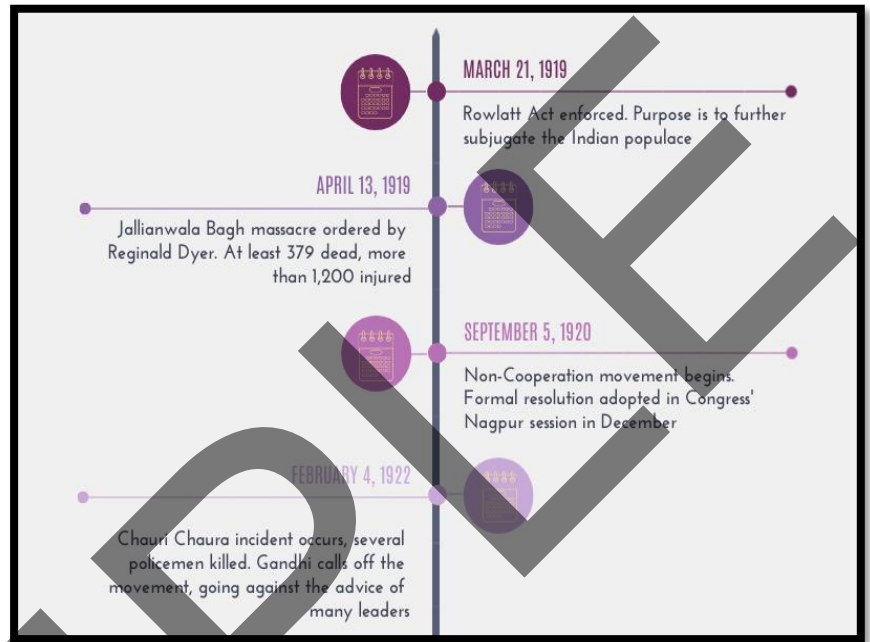 MARCH 21, 1919
Rowlatt Act enforced. Purpose is to further
subjugate the Indian populace
APRIL 13, 1919
Jallianwala Bagh massacre ordered by
Reginald Dyer. At least 379 dead, more
than 1,200 injured
SEPTEMBER 5, 1920
Non-Cooperation movement begins.
Formal resolution adopted in Congress'
Nagpur session in December
FEBRUARY 4, 1922
Chauri Chaura incident occurs, several
policemen killed. Gandhi calls off the
movement, going against the advice of
many leaders